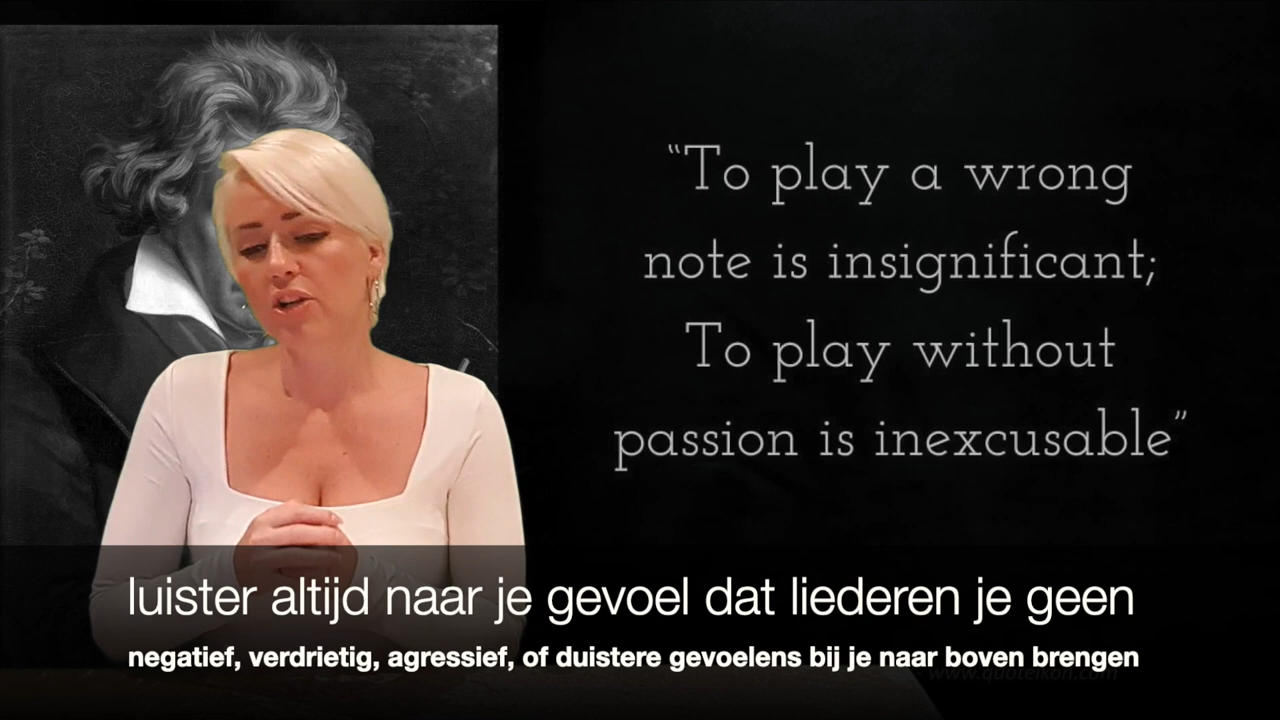 “To play a wrong
note is insignificant;
To play without
passion is inexcusable”
luister altijd naar je gevoel dat liederen je geen
negatief, verdrietig, agressief, of duistere gevoelens bij je naar boven brengen
www.quoteikon.com